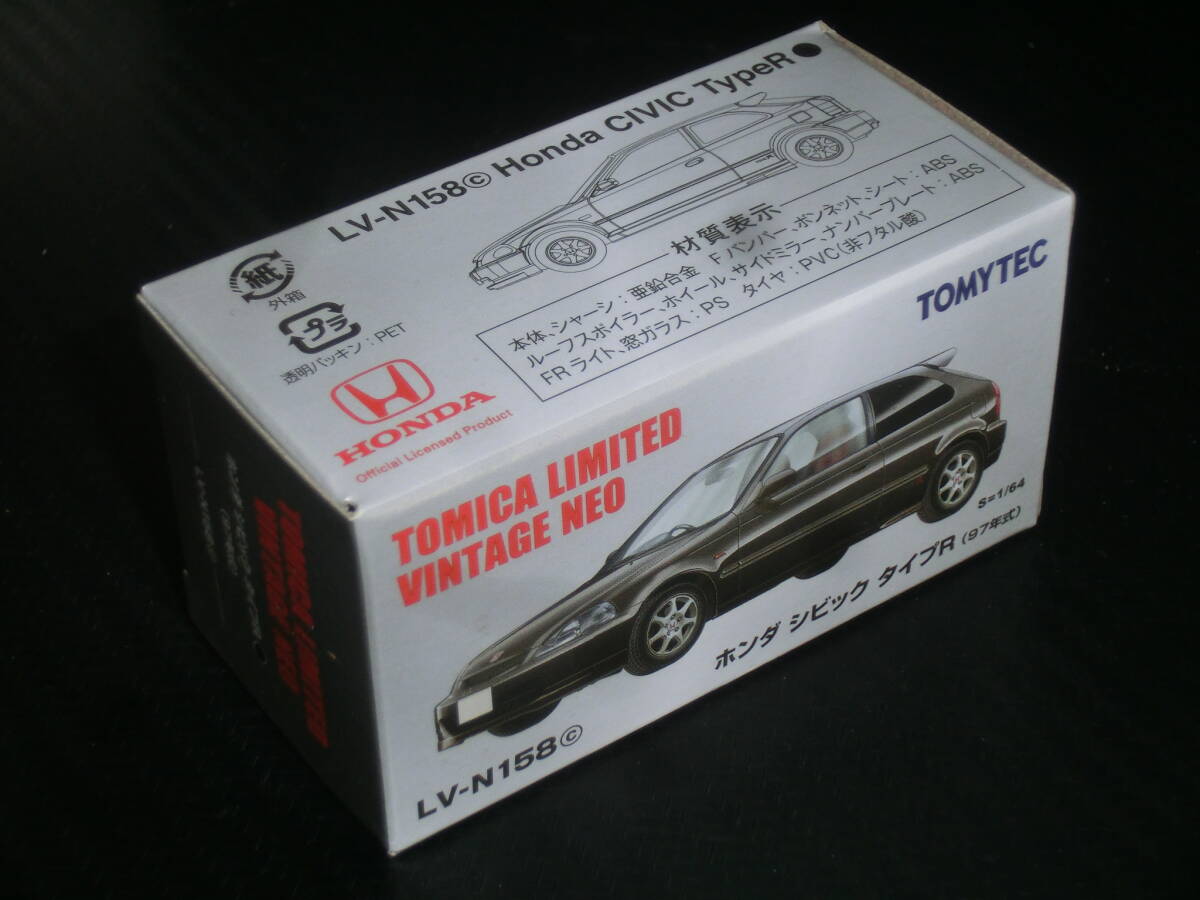 LV-N158ⓒ Honda CIVIC TypeR ●
紙
外箱
プラ
透明パッキン：PET
HONDA
Official Licensed Product
材質表示
本体、シャーシ：亜鉛合金 Fバンパー、ボンネット、シート：ABS
ルーフスポイラー、ホイール、サイドミラー、ナンバープレート：ABS
FRライト、窓ガラス：PS タイヤ：PVC(非フタル酸)
TOMYTEC
TOMICA LIMITED
VINTAGE NEO
S=1/64
ホンダ シビック タイプR (97年式)
LV-N158ⓒ
TOMICA LIMITED
VINTAGE NEO